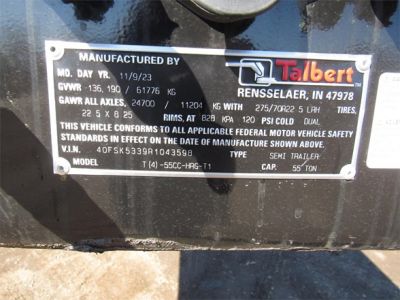 MANUFACTURED BY
Talbert
RENSSELAER, IN 47978
MO. DAY YR. 11/9/23
GVWR 136,190 / 61776 KG
GAWR ALL AXLES, 24700 / 11204 KG WITH 275/70R22 5 LRH TIRES,
22.5 X 8 25 RIMS, AT 828 KPA 120 PSI COLD DUAL
THIS VEHICLE CONFORMS TO ALL APPLICABLE FEDERAL MOTOR VEHICLE SAFETY
STANDARDS IN EFFECT ON THE DATE OF MANUFACTURE SHOWN ABOVE.
V.I.N. 40FSK5339R1043598 TYPE SEMI TRAILER
MODEL T(4)-55CC-HRG-T1 CAP. 55 TON